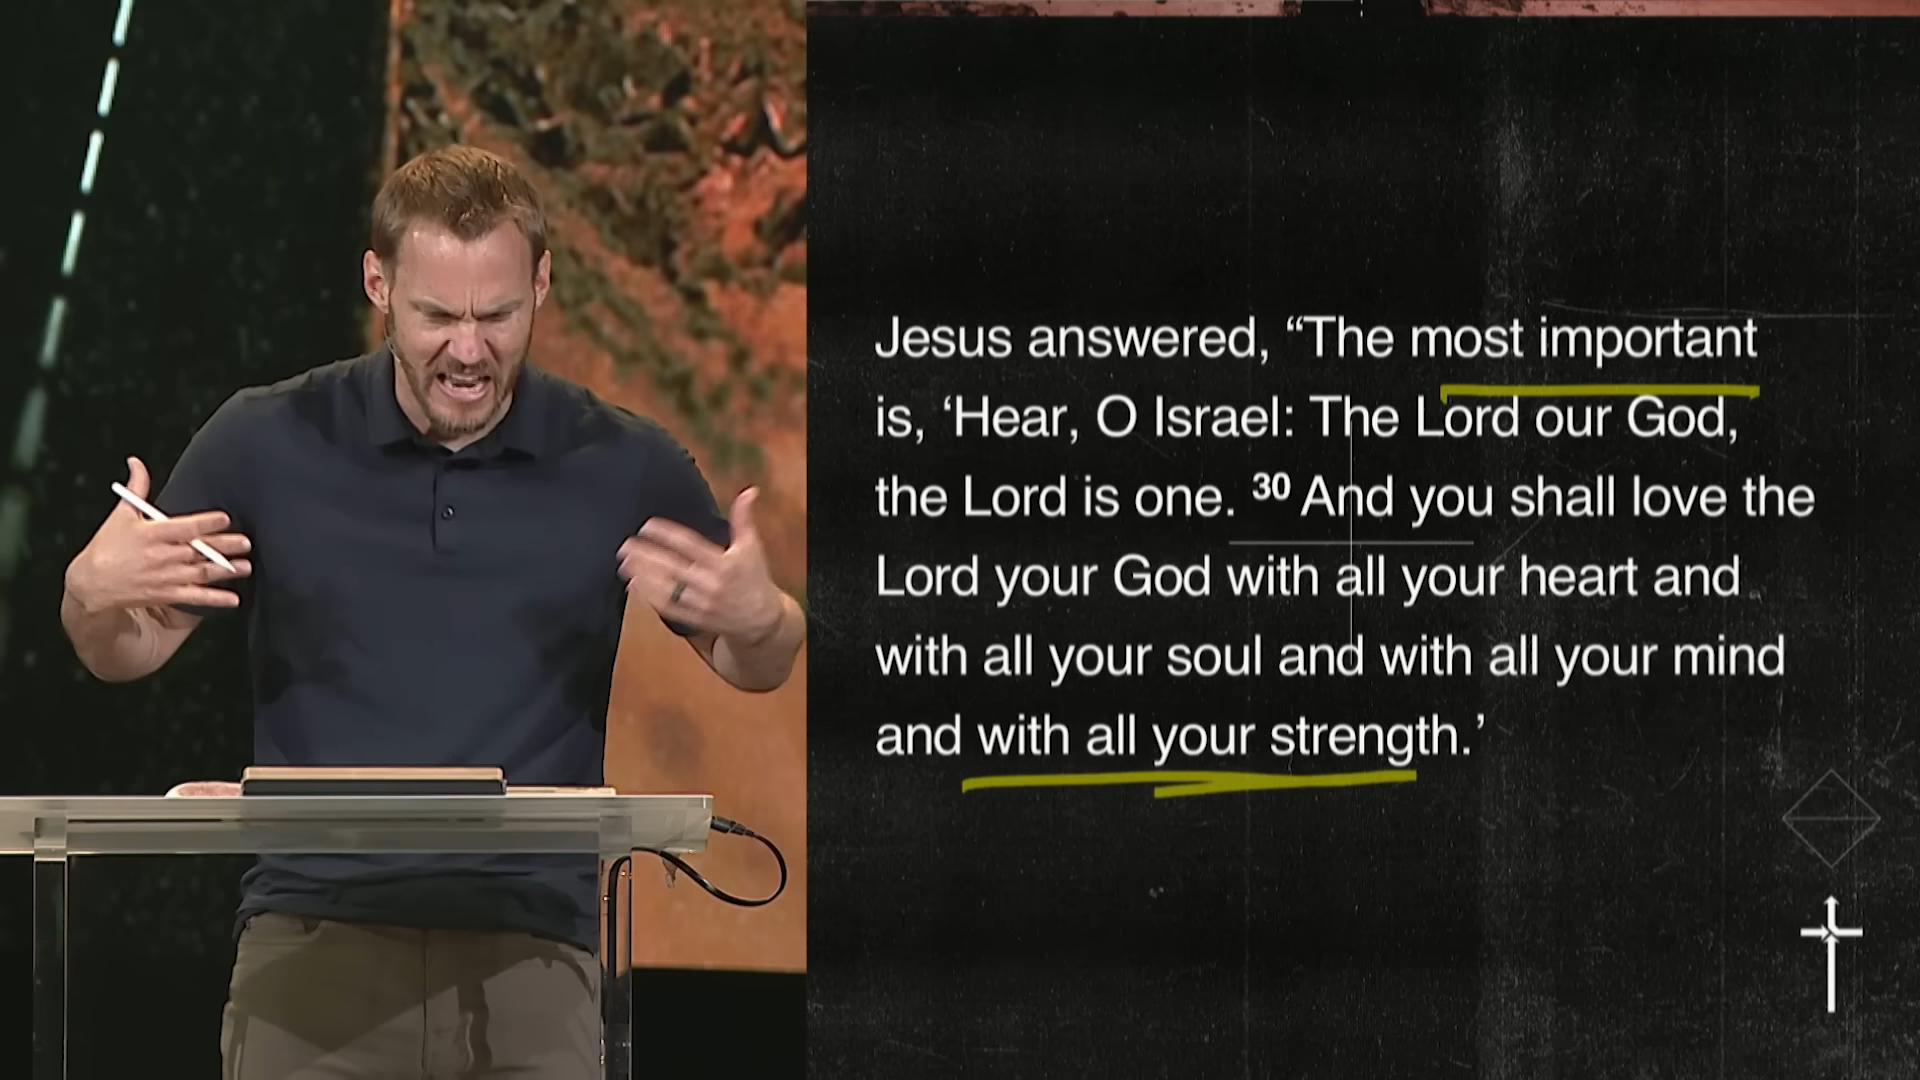 Jesus answered, “The most important
is, ‘Hear, O Israel: The Lord our God,
the Lord is one. 30 And you shall love the
Lord your God with all your heart and
with all your soul and with all your mind
and with all your strength.’